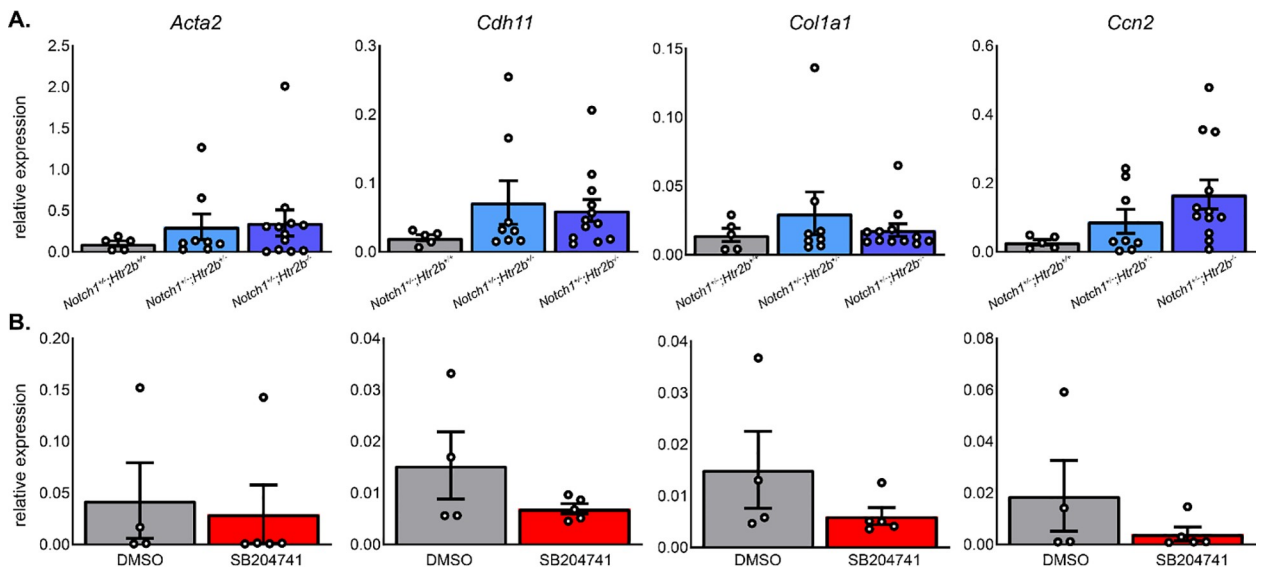 A.
Acta2
Cdh11
Col1a1
Ccn2
relative expression
2.5
2.0
1.5
1.0
0.5
0.0
Notch1+/-;Htr2b+/+
Notch1+/-;Htr2b+/-
Notch1+/-;Htr2b-/-
0.3
0.2
0.1
0.0
Notch1+/-;Htr2b+/+
Notch1+/-;Htr2b+/-
Notch1+/-;Htr2b-/-
0.15
0.10
0.05
0.00
Notch1+/-;Htr2b+/+
Notch1+/-;Htr2b+/-
Notch1+/-;Htr2b-/-
0.6
0.4
0.2
0.0
Notch1+/-;Htr2b+/+
Notch1+/-;Htr2b+/-
Notch1+/-;Htr2b-/-
B.
relative expression
0.20
0.15
0.10
0.05
0.00
DMSO
SB204741
0.04
0.03
0.02
0.01
0.00
DMSO
SB204741
0.04
0.03
0.02
0.01
0.00
DMSO
SB204741
0.08
0.06
0.04
0.02
0.00
DMSO
SB204741